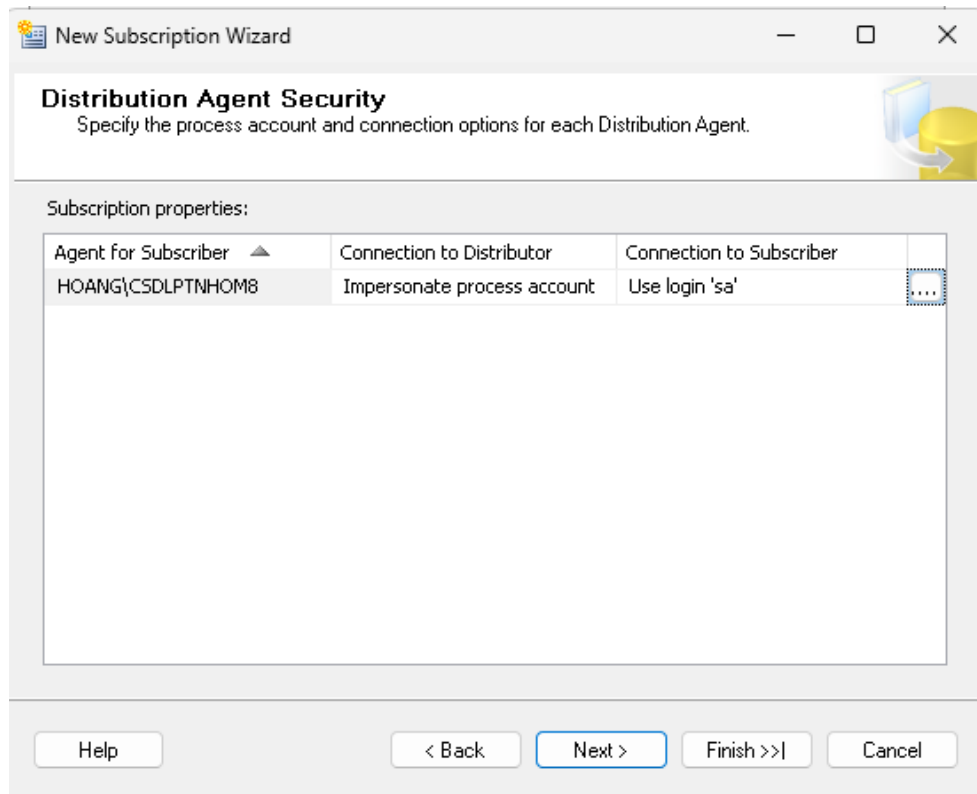 New Subscription Wizard
Distribution Agent Security
Specify the process account and connection options for each Distribution Agent.
Subscription properties:
Agent for Subscriber Connection to Distributor Connection to Subscriber
HOANG\CSDLPTNHOM8 Impersonate process account Use login 'sa' ....
Help < Back Next > Finish >>| Cancel